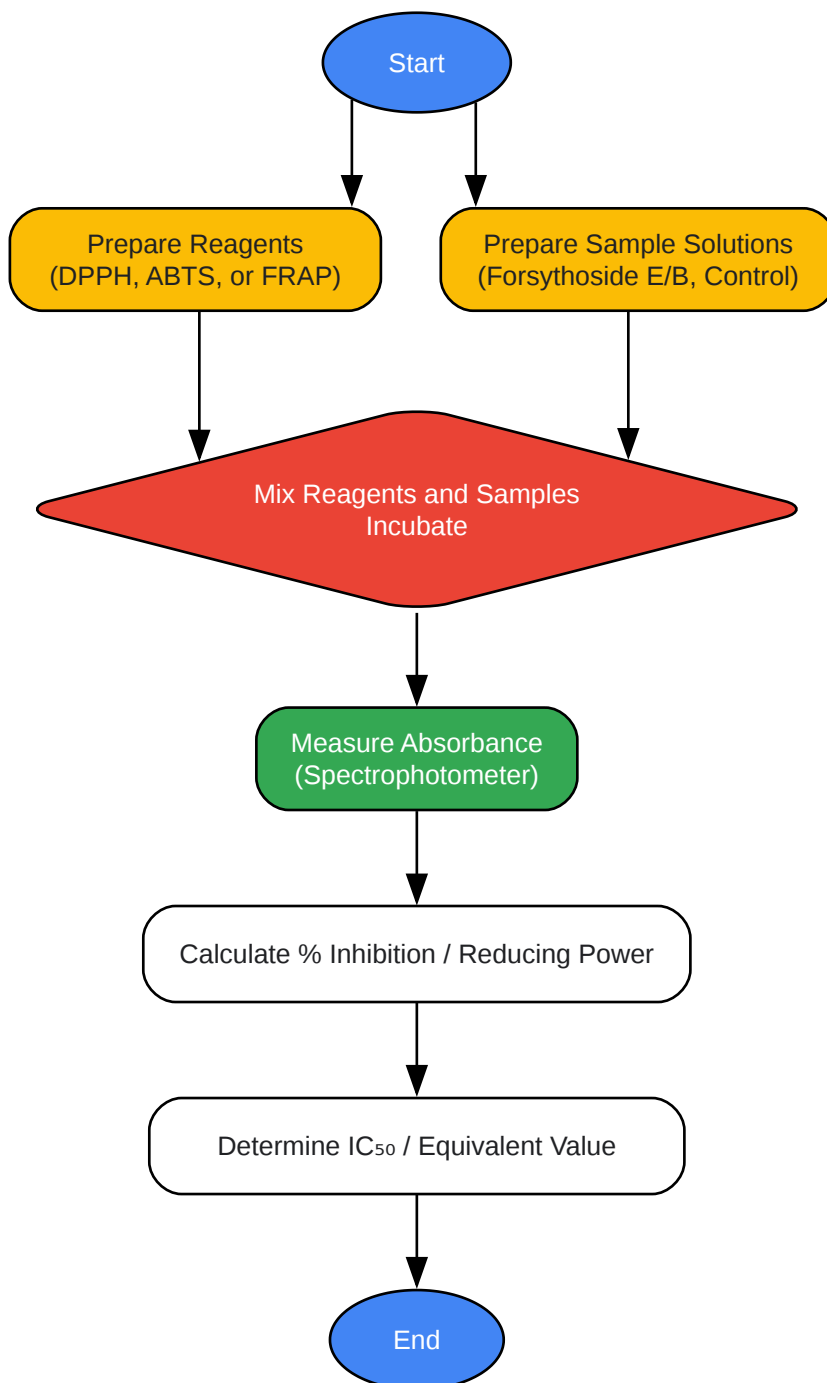 Start
Prepare Reagents
(DPPH, ABTS, or FRAP)
Prepare Sample Solutions
(Forsythoside E/B, Control)
Mix Reagents and Samples
Incubate
Measure Absorbance
(Spectrophotometer)
Calculate % Inhibition / Reducing Power
Determine IC₅₀ / Equivalent Value
End